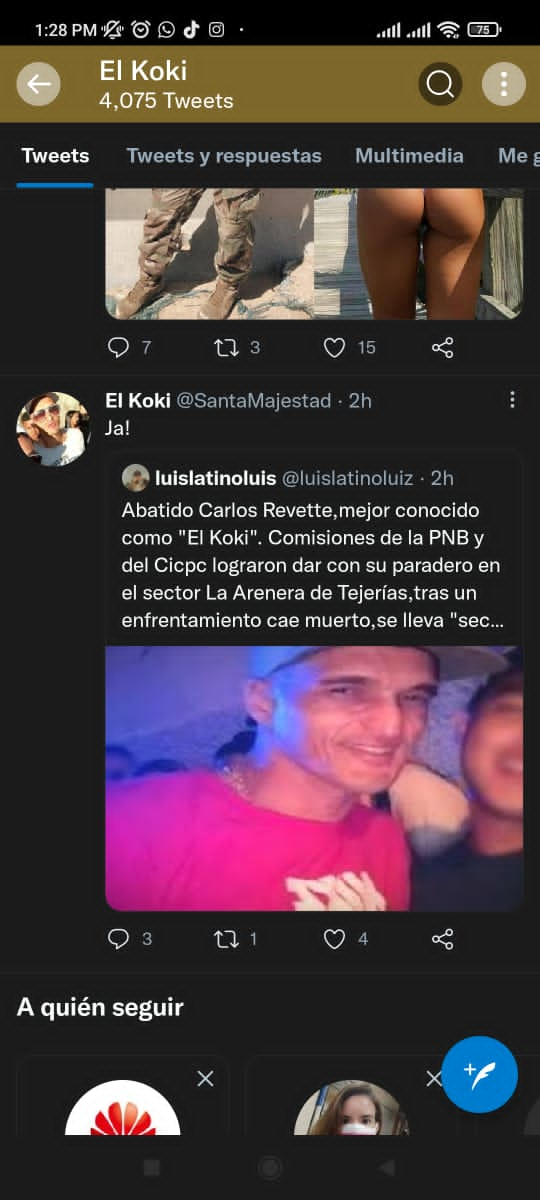 1:28 PM
75
El Koki
4,075 Tweets
Tweets Tweets y respuestas Multimedia Me g
7 3 15
El Koki @SantaMajestad · 2h
Ja!
luislatinoluis @luislatinoluiz · 2h
Abatido Carlos Revette,mejor conocido
como "El Koki". Comisiones de la PNB y
del Cicpc lograron dar con su paradero en
el sector La Arenera de Tejerías,tras un
enfrentamiento cae muerto,se lleva "sec...
3 1 4
A quién seguir